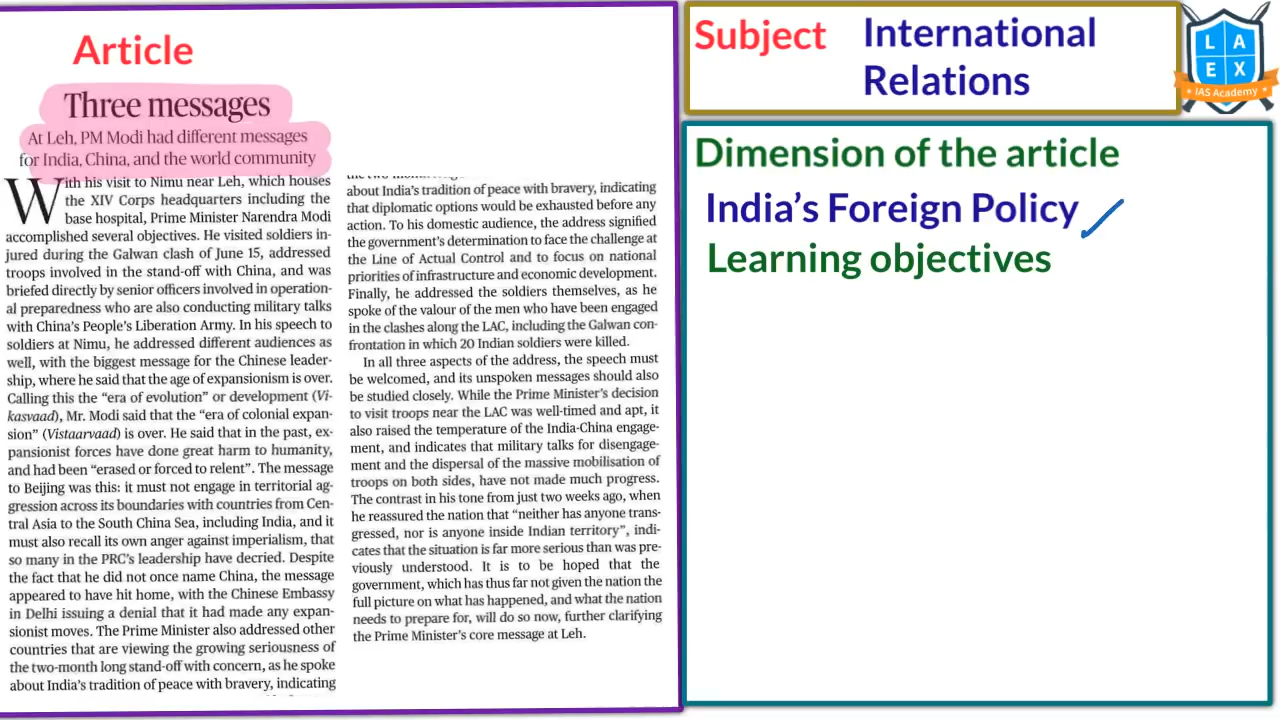 Article
Three messages
At Leh, PM Modi had different messages
for India, China, and the world community
With his visit to Nimu near Leh, which houses
the XIV Corps headquarters including the
base hospital, Prime Minister Narendra Modi
accomplished several objectives. He visited soldiers in-
jured during the Galwan clash of June 15, addressed
troops involved in the stand-off with China, and was
briefed directly by senior officers involved in operation-
al preparedness who are also conducting military talks
with China's People's Liberation Army. In his speech to
soldiers at Nimu, he addressed different audiences as
well, with the biggest message for the Chinese leader-
ship, where he said that the age of expansionism is over.
Calling this the “era of evolution” or development (Vi-
kasvaad), Mr. Modi said that the “era of colonial expan-
sion” (Vistaarvaad) is over. He said that in the past, ex-
pansionist forces have done great harm to humanity,
and had been “erased or forced to relent”. The message
to Beijing was this: it must not engage in territorial ag-
gression across its boundaries with countries from Cen-
tral Asia to the South China Sea, including India, and it
must also recall its own anger against imperialism, that
so many in the PRC's leadership have decried. Despite
the fact that he did not once name China, the message
appeared to have hit home, with the Chinese Embassy
in Delhi issuing a denial that it had made any expan-
sionist moves. The Prime Minister also addressed other
countries that are viewing the growing seriousness of
the two-month long stand-off with concern, as he spoke
about India's tradition of peace with bravery, indicating
about India's tradition of peace with bravery, indicating
that diplomatic options would be exhausted before any
action. To his domestic audience, the address signified
the government's determination to face the challenge at
the Line of Actual Control and to focus on national
priorities of infrastructure and economic development.
Finally, he addressed the soldiers themselves, as he
spoke of the valour of the men who have been engaged
in the clashes along the LAC, including the Galwan con-
frontation in which 20 Indian soldiers were killed.
In all three aspects of the address, the speech must
be welcomed, and its unspoken messages should also
be studied closely. While the Prime Minister's decision
to visit troops near the LAC was well-timed and apt, it
also raised the temperature of the India-China engage-
ment, and indicates that military talks for disengage-
ment and the dispersal of the massive mobilisation of
troops on both sides, have not made much progress.
The contrast in his tone from just two weeks ago, when
he reassured the nation that “neither has anyone trans-
gressed, nor is anyone inside Indian territory”, indi-
cates that the situation is far more serious than was pre-
viously understood. It is to be hoped that the
government, which has thus far not given the nation the
full picture on what has happened, and what the nation
needs to prepare for, will do so now, further clarifying
the Prime Minister's core message at Leh.
Subject International
Relations
L A
E X
IAS Academy
Dimension of the article
India's Foreign Policy
Learning objectives